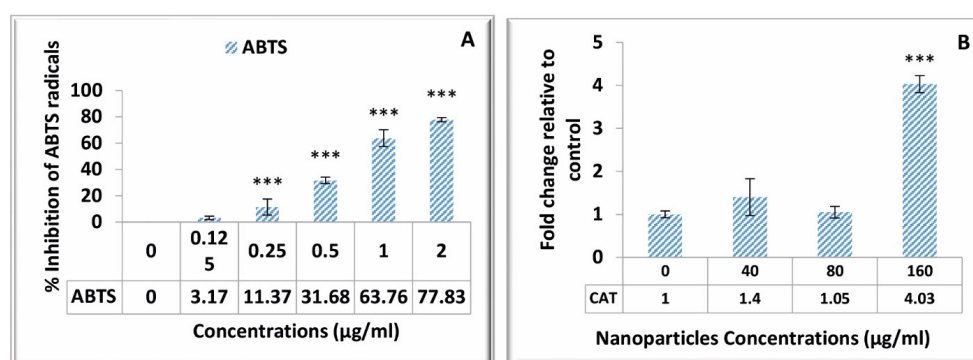 A
ABTS
% Inhibition of ABTS radicals
100
80
60
40
20
0
***
***
***
***
0 0.12 0.25 0.5 1 2
5
ABTS 0 3.17 11.37 31.68 63.76 77.83
Concentrations (µg/ml)
B
Fold change relative to
control
5
4
3
2
1
0
***
0 40 80 160
CAT 1 1.4 1.05 4.03
Nanoparticles Concentrations (µg/ml)